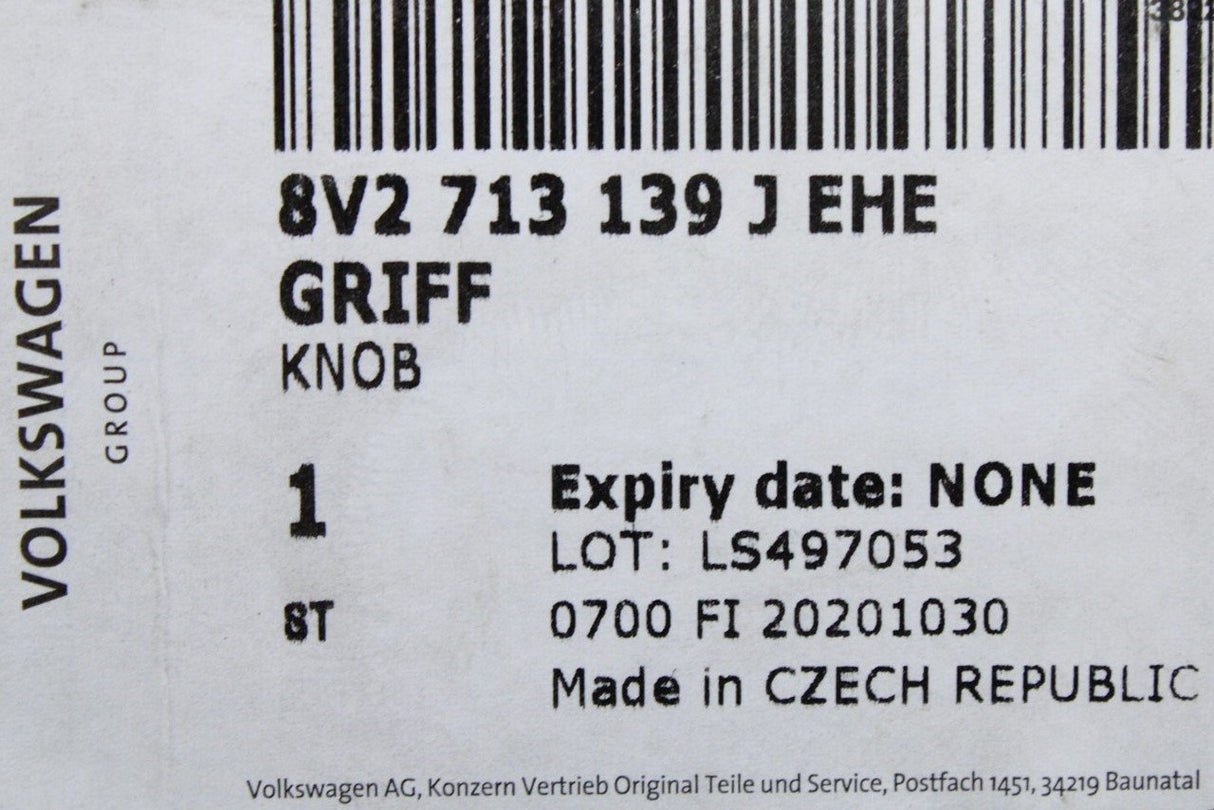 8V2 713 139 J EHE
GRIFF
KNOB
1
Expiry date: NONE
LOT: LS497053
ST
0700 FI 20201030
Made in CZECH REPUBLIC
VOLKSWAGEN
GROUP
Volkswagen AG, Konzern Vertrieb Original Teile und Service, Postfach 1451, 34219 Baunatal